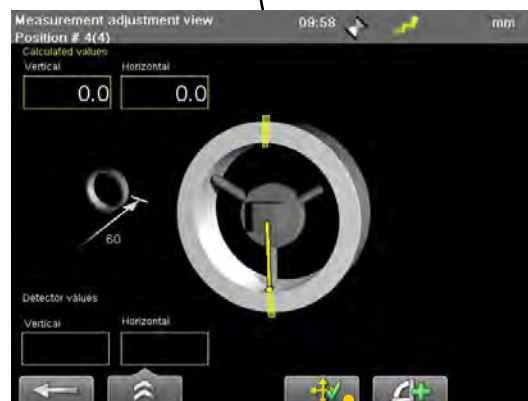 Measurement adjustment view 09:58 mm
Position # 4(4)
Calculated values
Vertical Horizontal
0.0 0.0
60
Detector values
Vertical Horizontal